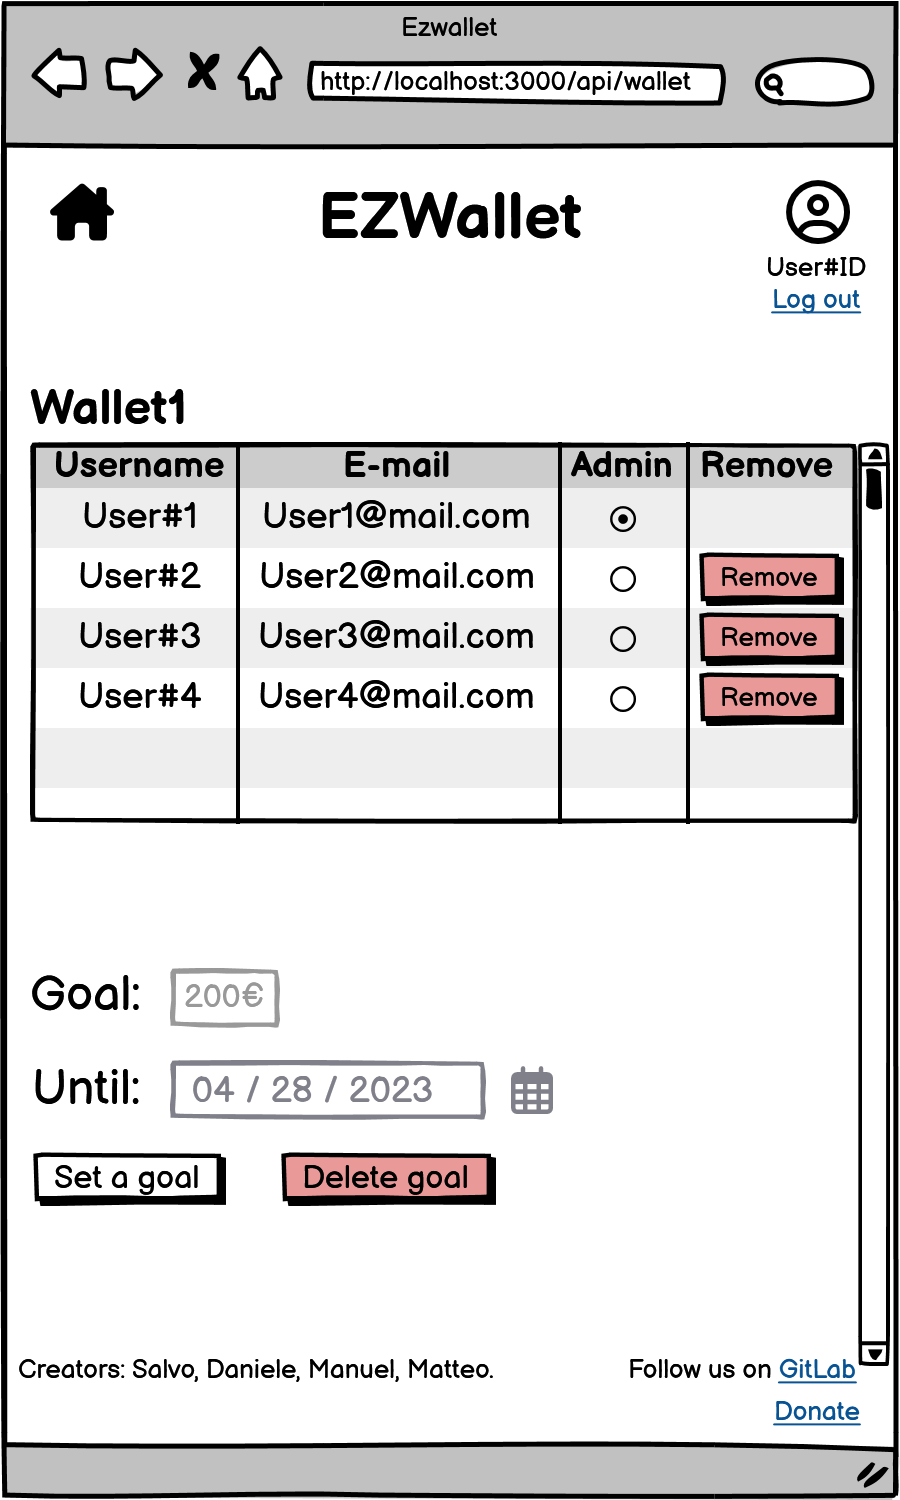 Ezwallet
http://localhost:3000/api/wallet
EZWallet
User#ID
Log out
Wallet1
Username E-mail Admin Remove
User#1 User1@mail.com
User#2 User2@mail.com Remove
User#3 User3@mail.com Remove
User#4 User4@mail.com Remove
Goal: 200€
Until: 04 / 28 / 2023
Set a goal Delete goal
Creators: Salvo, Daniele, Manuel, Matteo. Follow us on GitLab
Donate